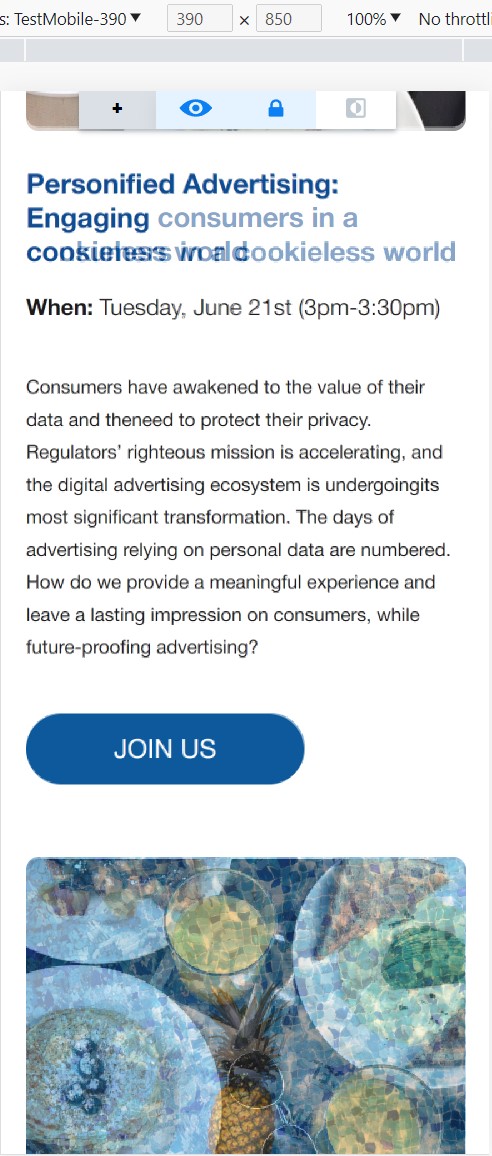 s: TestMobile-390 ▼ 390 x 850 100% ▼ No throttli
+
Personified Advertising:
Engaging consumers in a
cookieless world
When: Tuesday, June 21st (3pm-3:30pm)
Consumers have awakened to the value of their
data and theneed to protect their privacy.
Regulators’ righteous mission is accelerating, and
the digital advertising ecosystem is undergoingits
most significant transformation. The days of
advertising relying on personal data are numbered.
How do we provide a meaningful experience and
leave a lasting impression on consumers, while
future-proofing advertising?
JOIN US